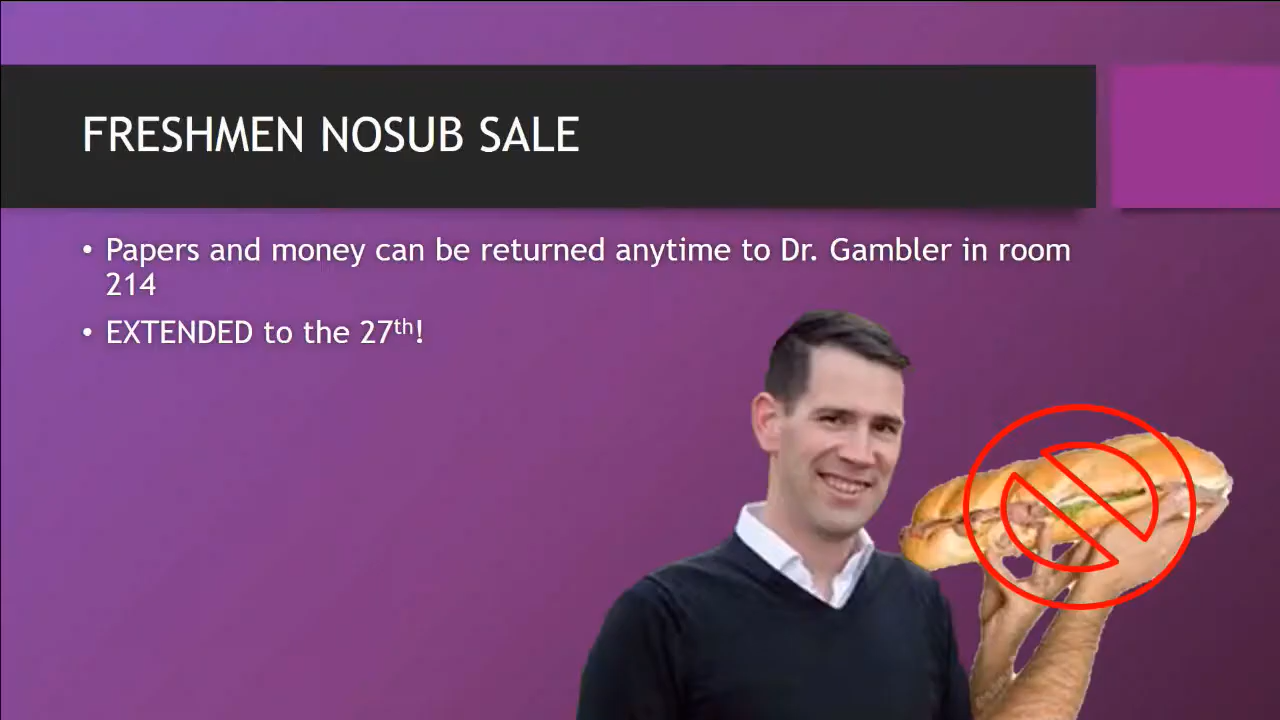 FRESHMEN NOSUB SALE
• Papers and money can be returned anytime to Dr. Gambler in room
214
• EXTENDED to the 27th!